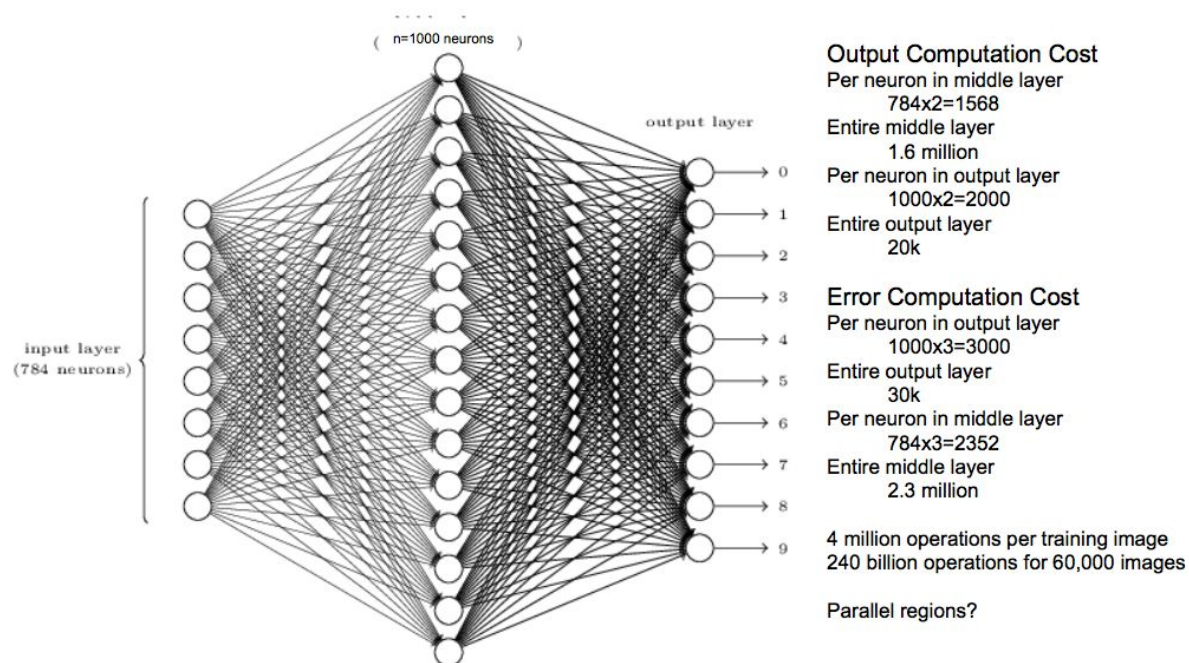 ( n=1000 neurons )
output layer
0
1
2
3
4
5
6
7
8
9
input layer
(784 neurons)
Output Computation Cost
Per neuron in middle layer
784x2=1568
Entire middle layer
1.6 million
Per neuron in output layer
1000x2=2000
Entire output layer
20k
Error Computation Cost
Per neuron in output layer
1000x3=3000
Entire output layer
30k
Per neuron in middle layer
784x3=2352
Entire middle layer
2.3 million
4 million operations per training image
240 billion operations for 60,000 images
Parallel regions?